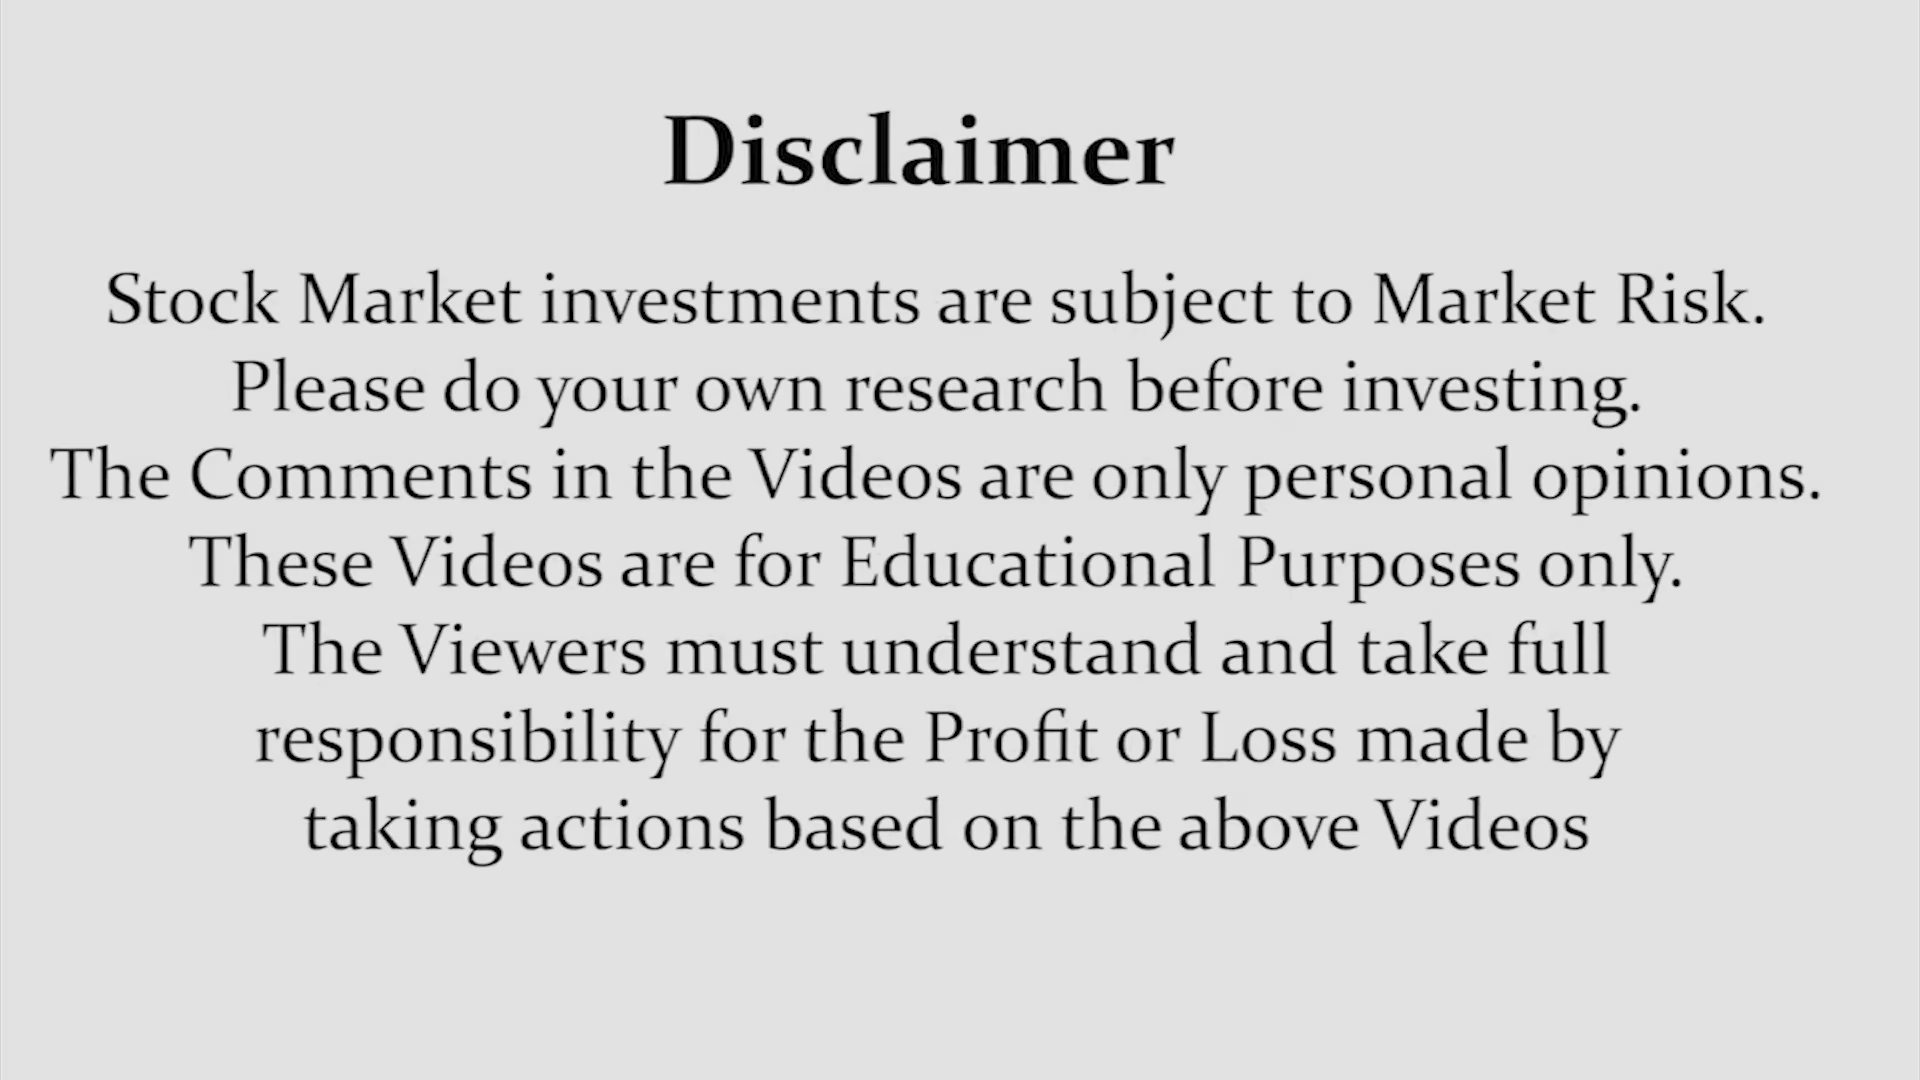 Disclaimer
Stock Market investments are subject to Market Risk.
Please do your own research before investing.
The Comments in the Videos are only personal opinions.
These Videos are for Educational Purposes only.
The Viewers must understand and take full
responsibility for the Profit or Loss made by
taking actions based on the above Videos